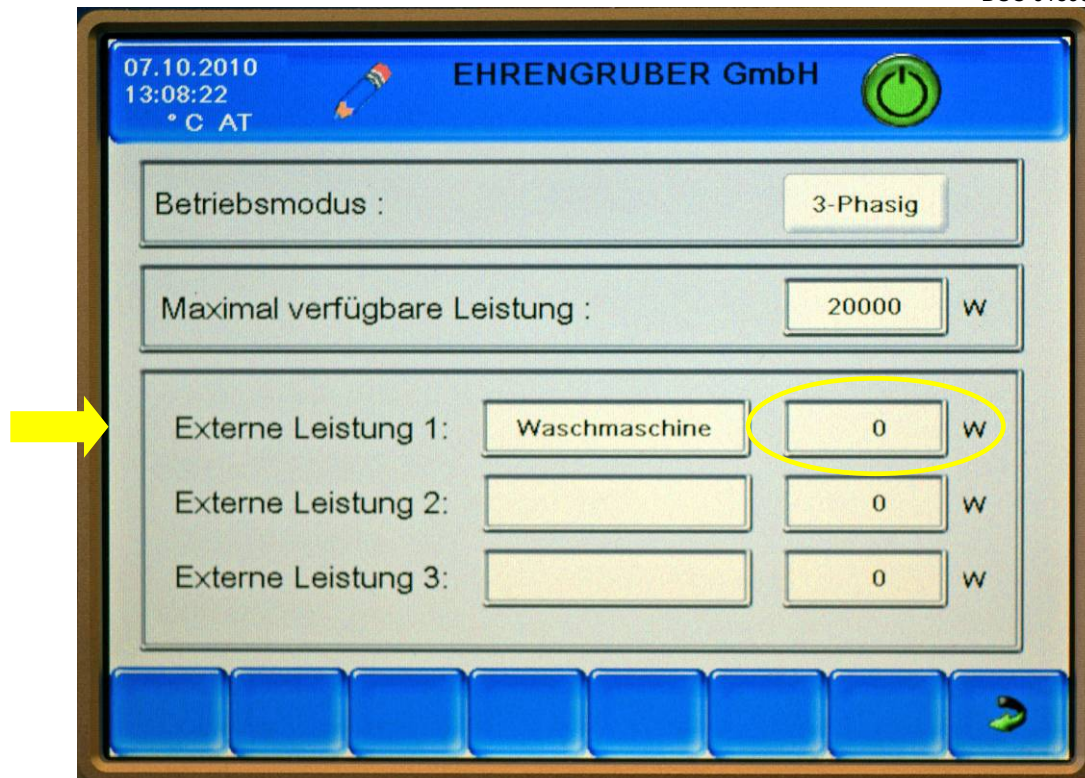 07.10.2010
13:08:22
° C AT
EHRENGRUBER GmbH
Betriebsmodus :
3-Phasig
Maximal verfügbare Leistung :
20000 W
Externe Leistung 1: Waschmaschine 0 W
Externe Leistung 2: 0 W
Externe Leistung 3: 0 W